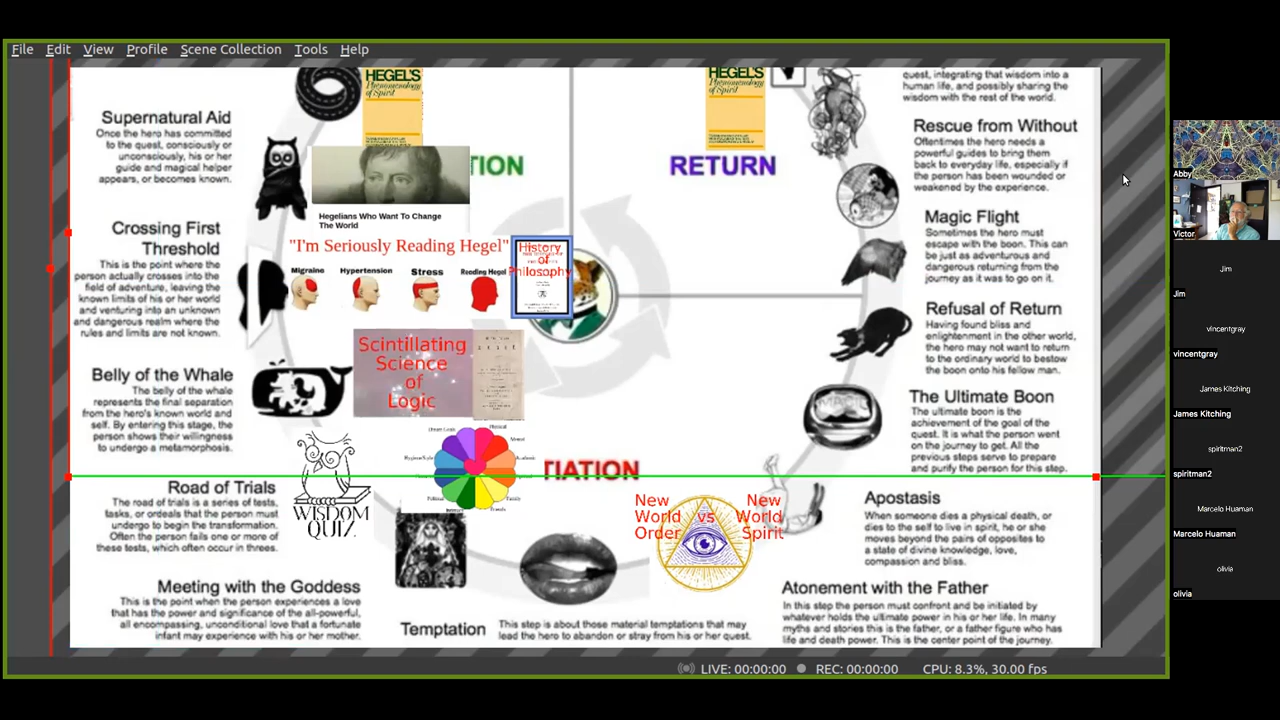 File Edit View Profile Scene Collection Tools Help
Supernatural Aid
Once the hero has committed
to the quest, consciously or
unconsciously, his or her
guide and magical helper
appears, or becomes known.
Crossing First
Threshold
This is the point where the
person actually crosses into the
field of adventure, leaving the
known limits of his or her world
and venturing into an unknown
and dangerous realm where the
rules and limits are not known.
Belly of the Whale
The belly of the whale
represents the final separation
from the hero's known world and
self. By entering this stage, the
person shows their willingness
to undergo a metamorphosis.
Road of Trials
The road of trials is a series of tests,
tasks, or ordeals that the person must
undergo to begin the transformation.
Often the person fails one or more of
these tests, which often occur in threes.
Meeting with the Goddess
This is the point when the person experiences a love
that has the power and significance of the all-powerful,
all encompassing, unconditional love that a fortunate
infant may experience with his or her mother.
HEGEL'S
Phenomenology
of Spirit
TION
Hegelians Who Want To Change
The World
"I'm Seriously Reading Hegel"
Migraine Hypertension Stress Reading Hegel
History
of
Philosophy
Scintillating
Science
of
Logic
TIATION
WISDOM
QUIZ
Temptation
This step is about those material temptations that may
lead the hero to abandon or stray from his or her quest.
New World Order
vs
New World Spirit
HEGEL'S
Phenomenology
of Spirit
RETURN
quest, integrating that wisdom into a
human life, and possibly sharing the
wisdom with the rest of the world.
Rescue from Without
Oftentimes the hero needs a
powerful guides to bring them
back to everyday life, especially if
the person has been wounded or
weakened by the experience.
Magic Flight
Sometimes the hero must
escape with the boon. This can
be just as adventurous and
dangerous returning from the
journey as it was to go on it.
Refusal of Return
Having found bliss and
enlightenment in the other world,
the hero may not want to return
to the ordinary world to bestow
the boon onto his fellow man.
The Ultimate Boon
The ultimate boon is the
achievement of the goal of the
quest. It is what the person went
on the journey to get. All the
previous steps serve to prepare
and purify the person for this step.
Apostasis
When someone dies a physical death, or
dies to the self to live in spirit, he or she
moves beyond the pairs of opposites to
a state of divine knowledge, love,
compassion and bliss.
Atonement with the Father
In this step the person must confront and be initiated by
whatever holds the ultimate power in his or her life. In many
myths and stories this is the father, or a father figure who has
life and death power. This is the center point of the journey.
LIVE: 00:00:00 REC: 00:00:00 CPU: 8.3%, 30.00 fps
Abby
Victor
Jim
Jim
vincentgray
vincentgray
James Kitching
James Kitching
spiritman2
spiritman2
Marcelo Huaman
Marcelo Huaman
olivia
olivia